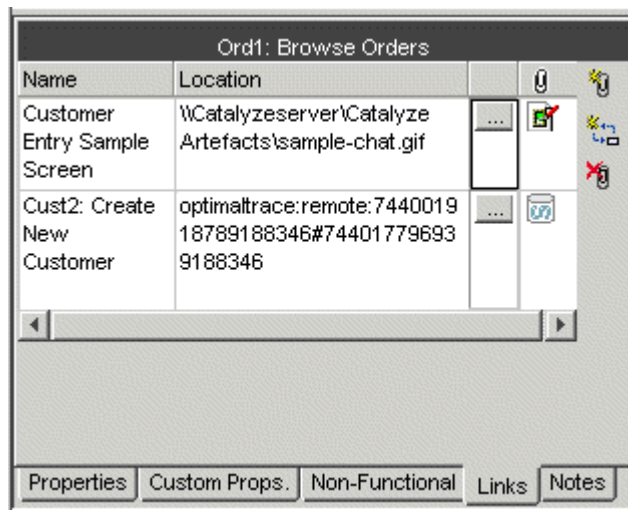 Ord1: Browse Orders
Name Location
Customer \\Catalyzeserver\Catalyze ...
Entry Sample Artefacts\sample-chat.gif
Screen
Cust2: Create optimaltrace:remote:7440019 ...
New 18789188346#74401779693
Customer 9188346
Properties Custom Props. Non-Functional Links Notes